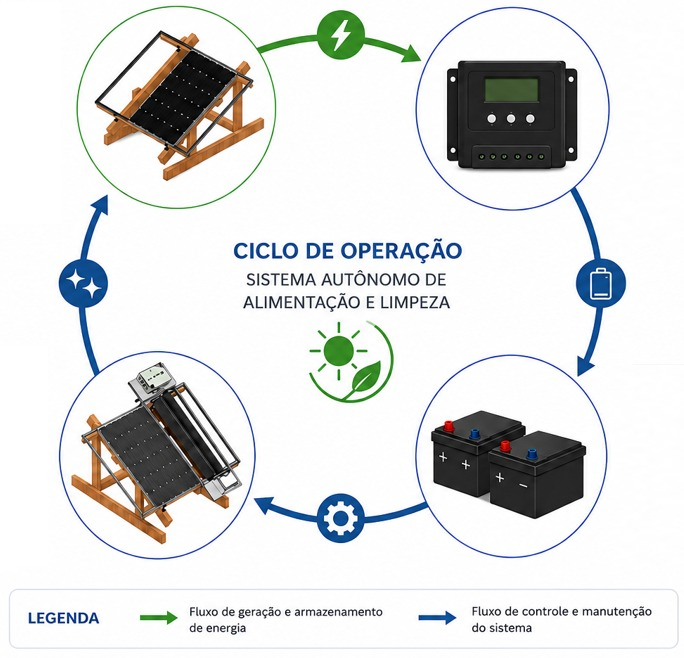 CICLO DE OPERAÇÃO
SISTEMA AUTÔNOMO DE
ALIMENTAÇÃO E LIMPEZA
+ +
+ −
LEGENDA
Fluxo de geração e armazenamento
de energia
Fluxo de controle e manutenção
do sistema